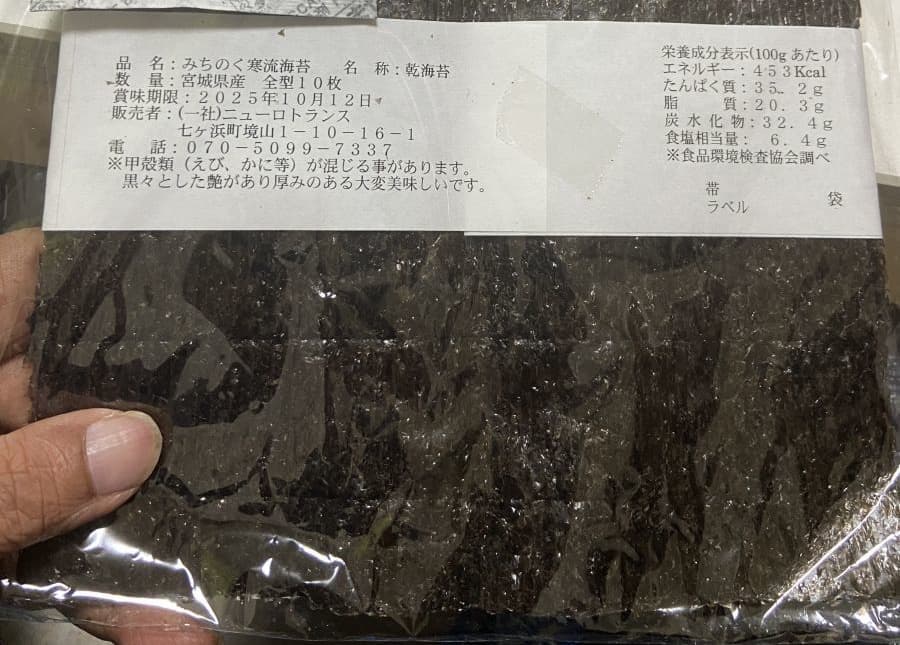 品　名：みちのく寒流海苔　　名　称：乾海苔
数　量：宮城県産　全型１０枚
賞味期限：２０２５年１０月１２日
販売者：(一社)ニューロトランス
七ヶ浜町境山１－１０－１６－１
電　話：０７０－５０９９－７３３７
※甲殻類（えび、かに等）が混じる事があります。
黒々とした艶があり厚みのある大変美味しいです。
栄養成分表示(100gあたり)
エネルギー：４５３Kcal
たんぱく質：３５．２g
脂　　　質：２０.３g
炭 水 化 物：３２．４g
食塩相当量：　６.４g
※食品環境検査協会調べ
帯　　　　　　　袋
ラベル